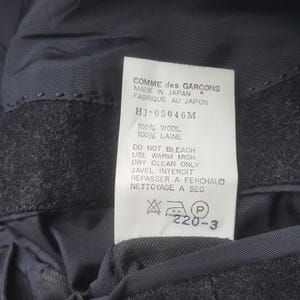 COMME des GARÇONS
MADE IN JAPAN
FABRIQUE AU JAPON
HJ-05046M
100% WOOL
100% LAINE
DO NOT BLEACH
USE WARM IRON
DRY CLEAN ONLY
JAVEL INTERDIT
REPASSER A FERCHAUD
NETTOYAGE A SEC
P
220-3